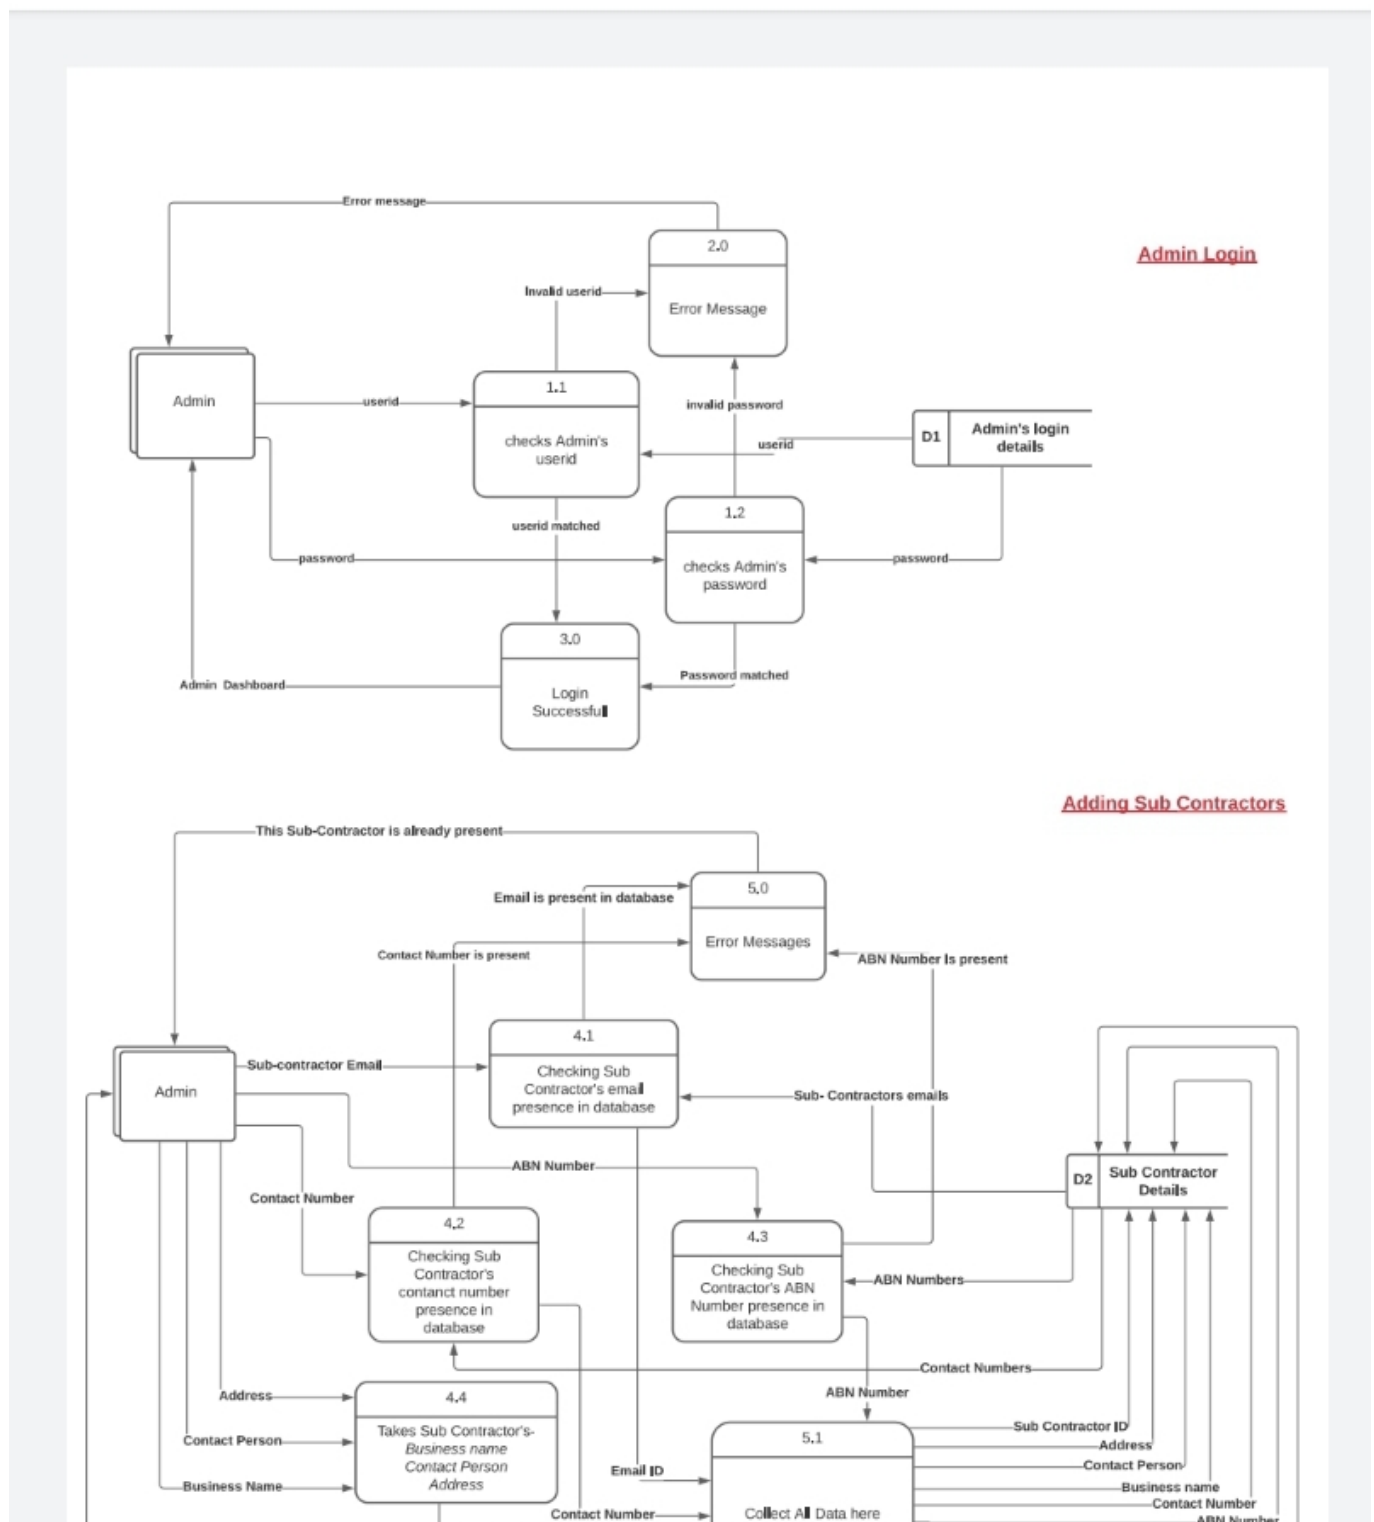 Error message
2.0
Admin Login
Invalid userid
Error Message
1.1
Admin
userid
invalid password
checks Admin's
userid
D1
Admin's login
details
userid
1.2
userid matched
password
checks Admin's
password
password
3.0
Password matched
Admin Dashboard
Login
Successful
Adding Sub Contractors
This Sub-Contractor is already present
5.0
Email is present in database
Error Messages
Contact Number is present
ABN Number Is present
4.1
Sub-contractor Email
Checking Sub
Contractor's email
presence in database
Admin
Sub- Contractors emails
ABN Number
D2
Sub Contractor
Details
Contact Number
4.2
4.3
Checking Sub
Contractor's
contanct number
presence in
database
Checking Sub
Contractor's ABN
Number presence in
database
ABN Numbers
Contact Numbers
Address
4.4
ABN Number
Takes Sub Contractor's-
Business name
Contact Person
Address
Contact Person
Business Name
5.1
Sub Contractor ID
Address
Contact Person
Email ID
Business name
Contact Number
Contact Number
Collect All Data here
ABN Number